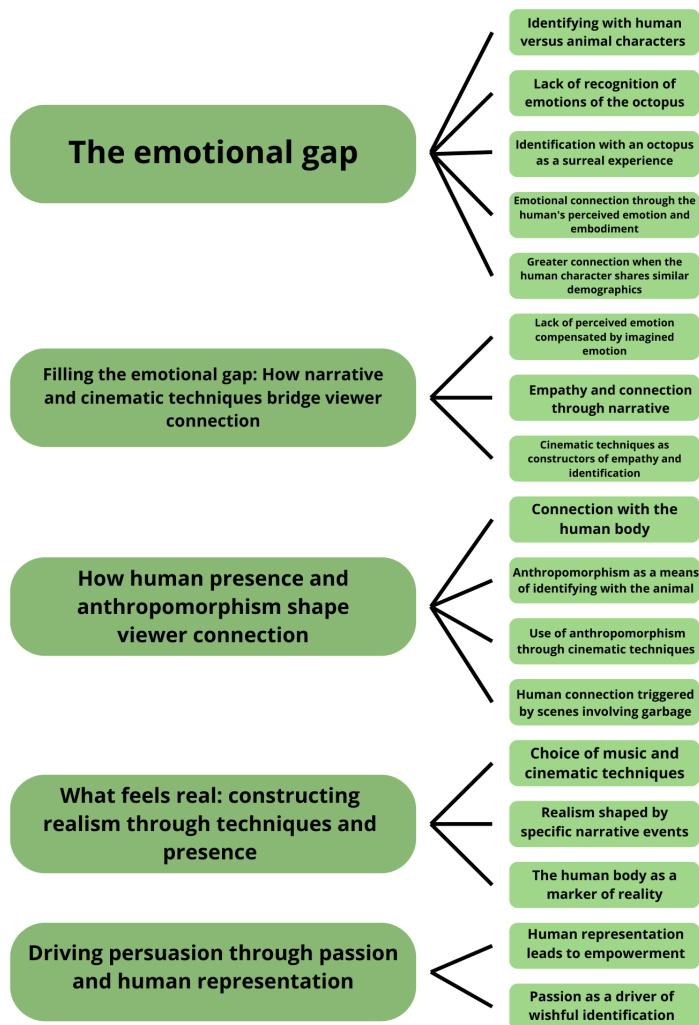 The emotional gap
Identifying with human
versus animal characters
Lack of recognition of
emotions of the octopus
Identification with an octopus
as a surreal experience
Emotional connection through the
human's perceived emotion and
embodiment
Greater connection when the
human character shares similar
demographics
Filling the emotional gap: How narrative
and cinematic techniques bridge viewer
connection
Lack of perceived emotion
compensated by imagined
emotion
Empathy and connection
through narrative
Cinematic techniques as
constructors of empathy and
identification
How human presence and
anthropomorphism shape
viewer connection
Connection with the
human body
Anthropomorphism as a means
of identifying with the animal
Use of anthropomorphism
through cinematic techniques
Human connection triggered
by scenes involving garbage
What feels real: constructing
realism through techniques and
presence
Choice of music and
cinematic techniques
Realism shaped by
specific narrative events
The human body as a
marker of reality
Driving persuasion through passion
and human representation
Human representation
leads to empowerment
Passion as a driver of
wishful identification